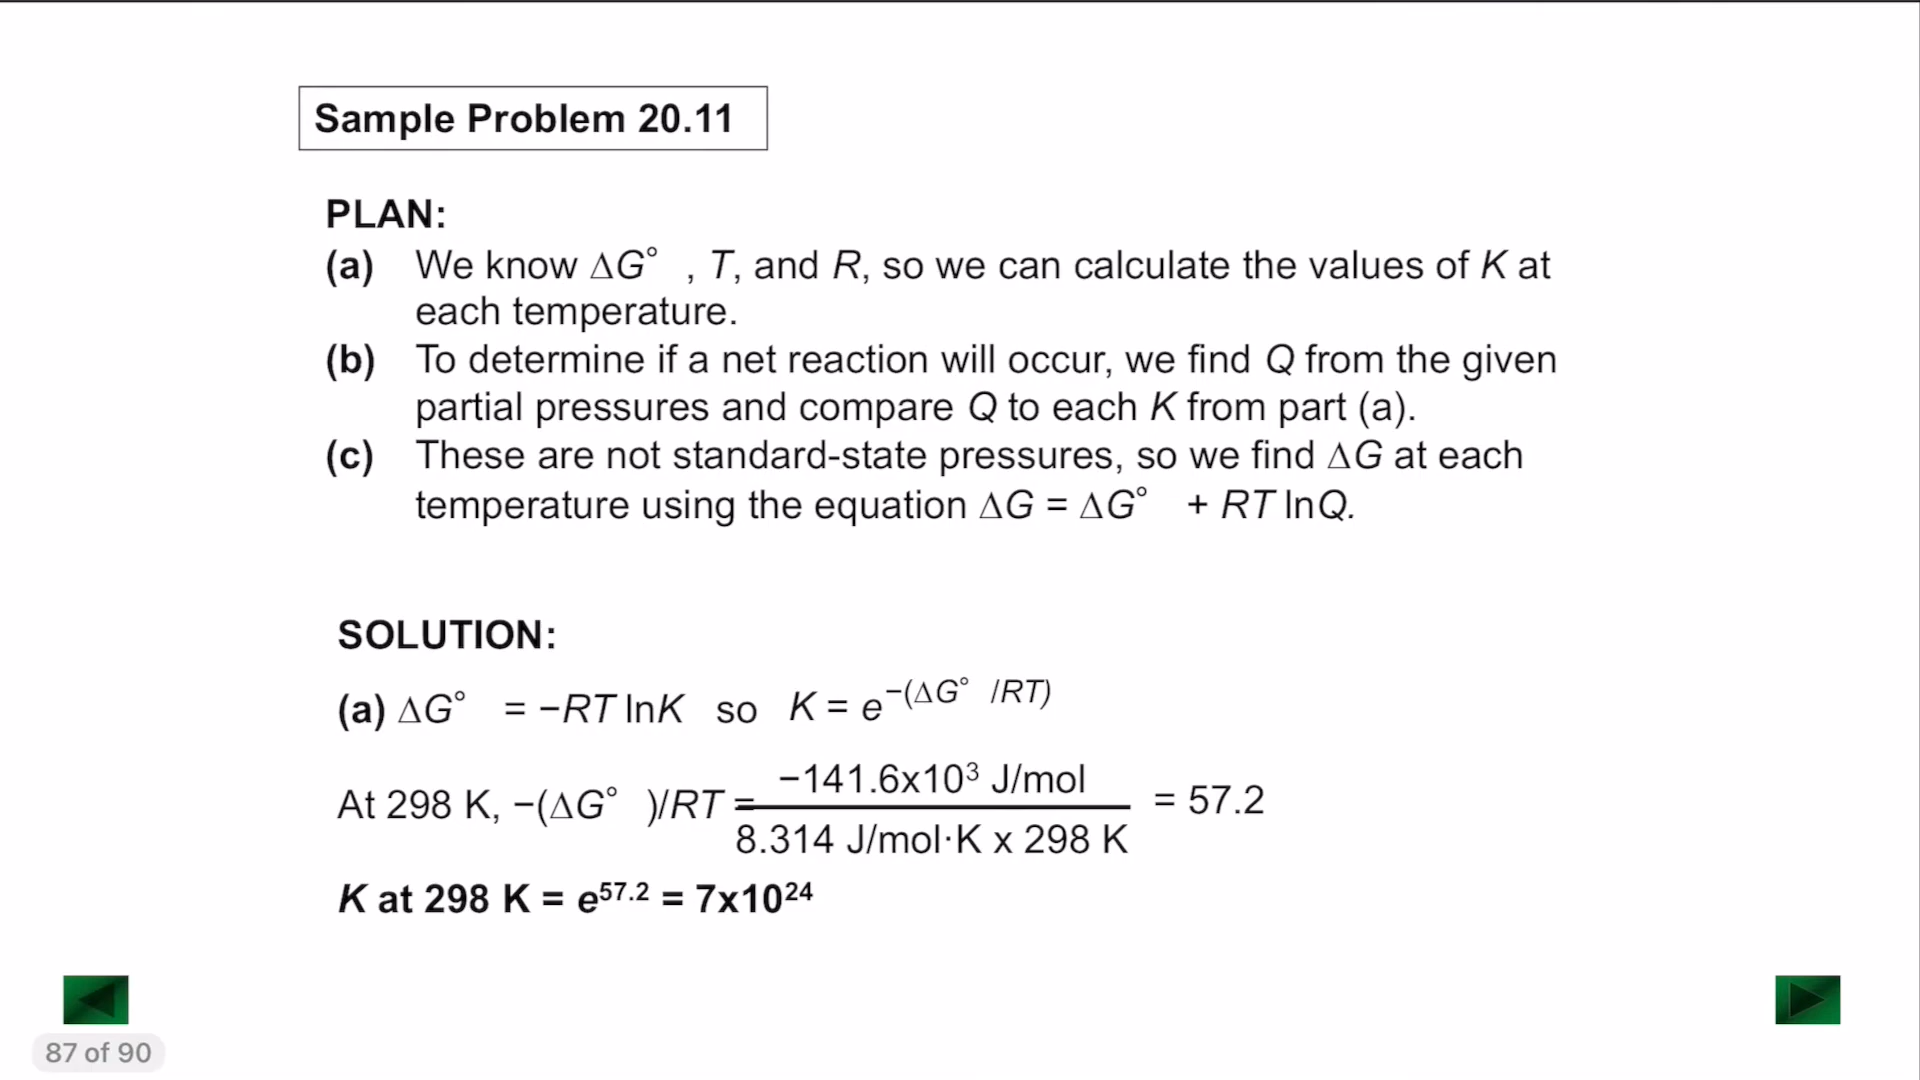 Sample Problem 20.11
PLAN:
(a) We know ΔG° , T, and R, so we can calculate the values of K at
each temperature.
(b) To determine if a net reaction will occur, we find Q from the given
partial pressures and compare Q to each K from part (a).
(c) These are not standard-state pressures, so we find ΔG at each
temperature using the equation ΔG = ΔG° + RT lnQ.
SOLUTION:
(a) ΔG° = −RT lnK so K = e^−(ΔG° /RT)
At 298 K, −(ΔG° )/RT = −141.6x10³ J/mol / 8.314 J/mol·K x 298 K = 57.2
K at 298 K = e⁵⁷·² = 7x10²⁴
87 of 90